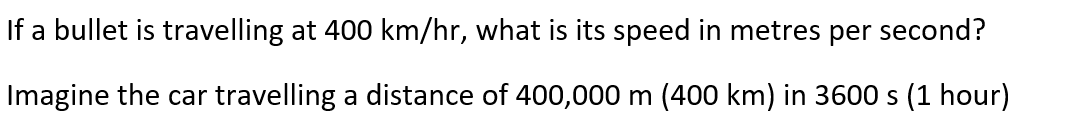 If a bullet is travelling at 400 km/hr, what is its speed in metres per second?
Imagine the car travelling a distance of 400,000 m (400 km) in 3600 s (1 hour)